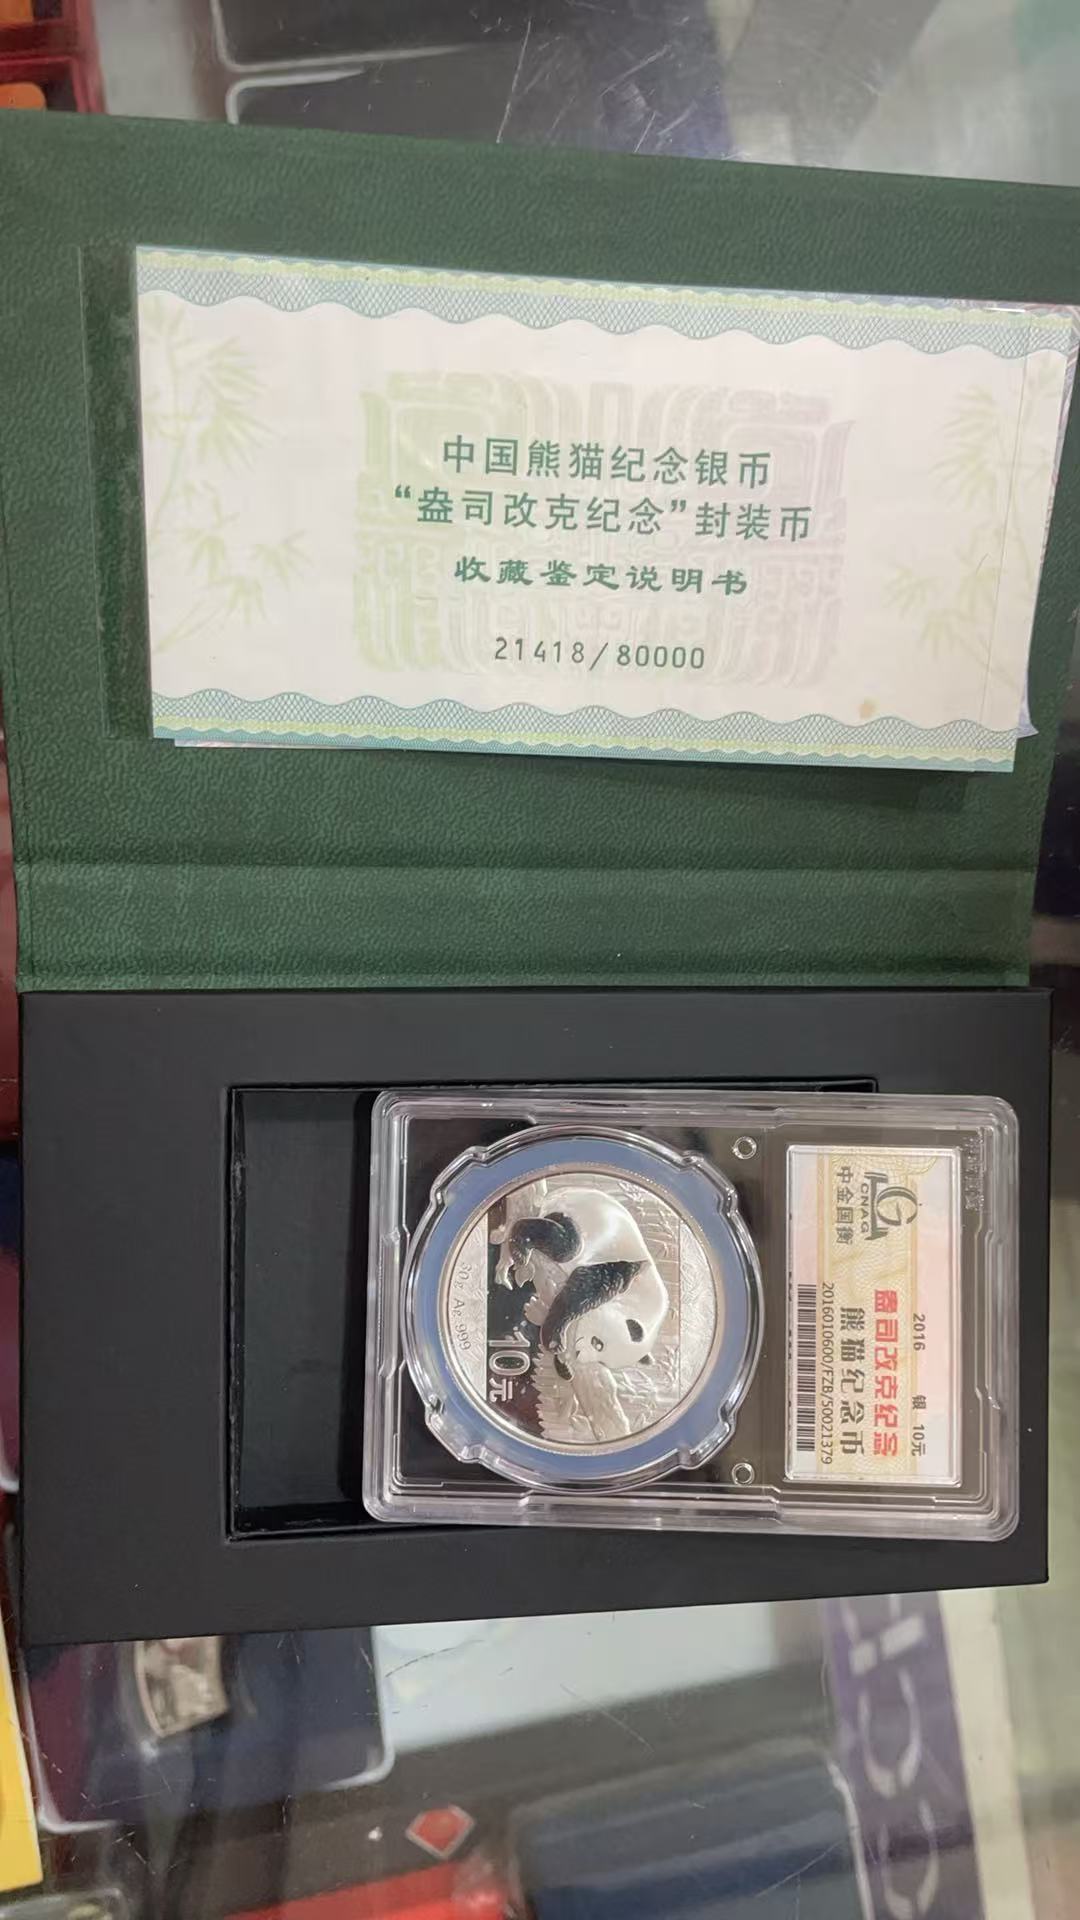 中国熊猫纪念银币
“盎司改克纪念”封装币
收藏鉴定说明书
21418/80000
CNAG
中金国衡
2016 银 10元
盎司改克纪念
熊猫纪念币
2016010600/FZB/50021379
30g Ag.999
10元